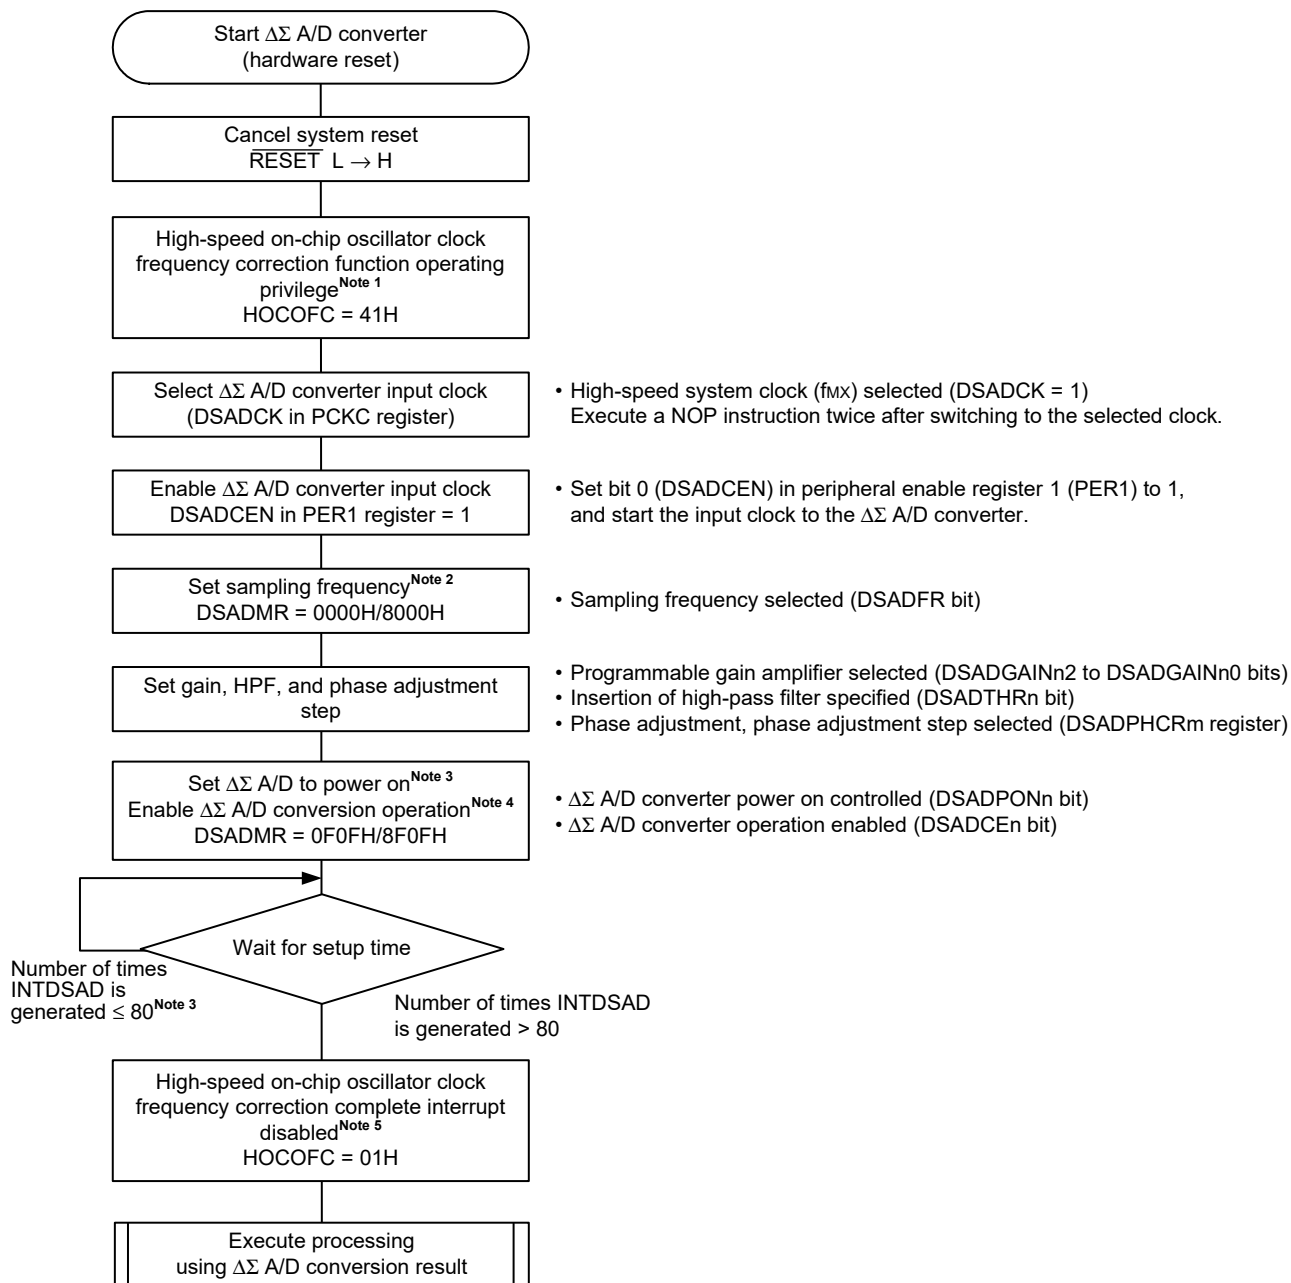 Start ΔΣ A/D converter
(hardware reset)
Cancel system reset
RESET L → H
High-speed on-chip oscillator clock
frequency correction function operating
privilegeNote 1
HOCOFC = 41H
Select ΔΣ A/D converter input clock
(DSADCK in PCKC register)
• High-speed system clock (fMX) selected (DSADCK = 1)
Execute a NOP instruction twice after switching to the selected clock.
Enable ΔΣ A/D converter input clock
DSADCEN in PER1 register = 1
• Set bit 0 (DSADCEN) in peripheral enable register 1 (PER1) to 1,
and start the input clock to the ΔΣ A/D converter.
Set sampling frequencyNote 2
DSADMR = 0000H/8000H
• Sampling frequency selected (DSADFR bit)
Set gain, HPF, and phase adjustment
step
• Programmable gain amplifier selected (DSADGAINn2 to DSADGAINn0 bits)
• Insertion of high-pass filter specified (DSADTHRn bit)
• Phase adjustment, phase adjustment step selected (DSADPHCRm register)
Set ΔΣ A/D to power onNote 3
Enable ΔΣ A/D conversion operationNote 4
DSADMR = 0F0FH/8F0FH
• ΔΣ A/D converter power on controlled (DSADPONn bit)
• ΔΣ A/D converter operation enabled (DSADCEn bit)
Wait for setup time
Number of times
INTDSAD is
generated ≤ 80Note 3
Number of times INTDSAD
is generated > 80
High-speed on-chip oscillator clock
frequency correction complete interrupt
disabledNote 5
HOCOFC = 01H
Execute processing
using ΔΣ A/D conversion result